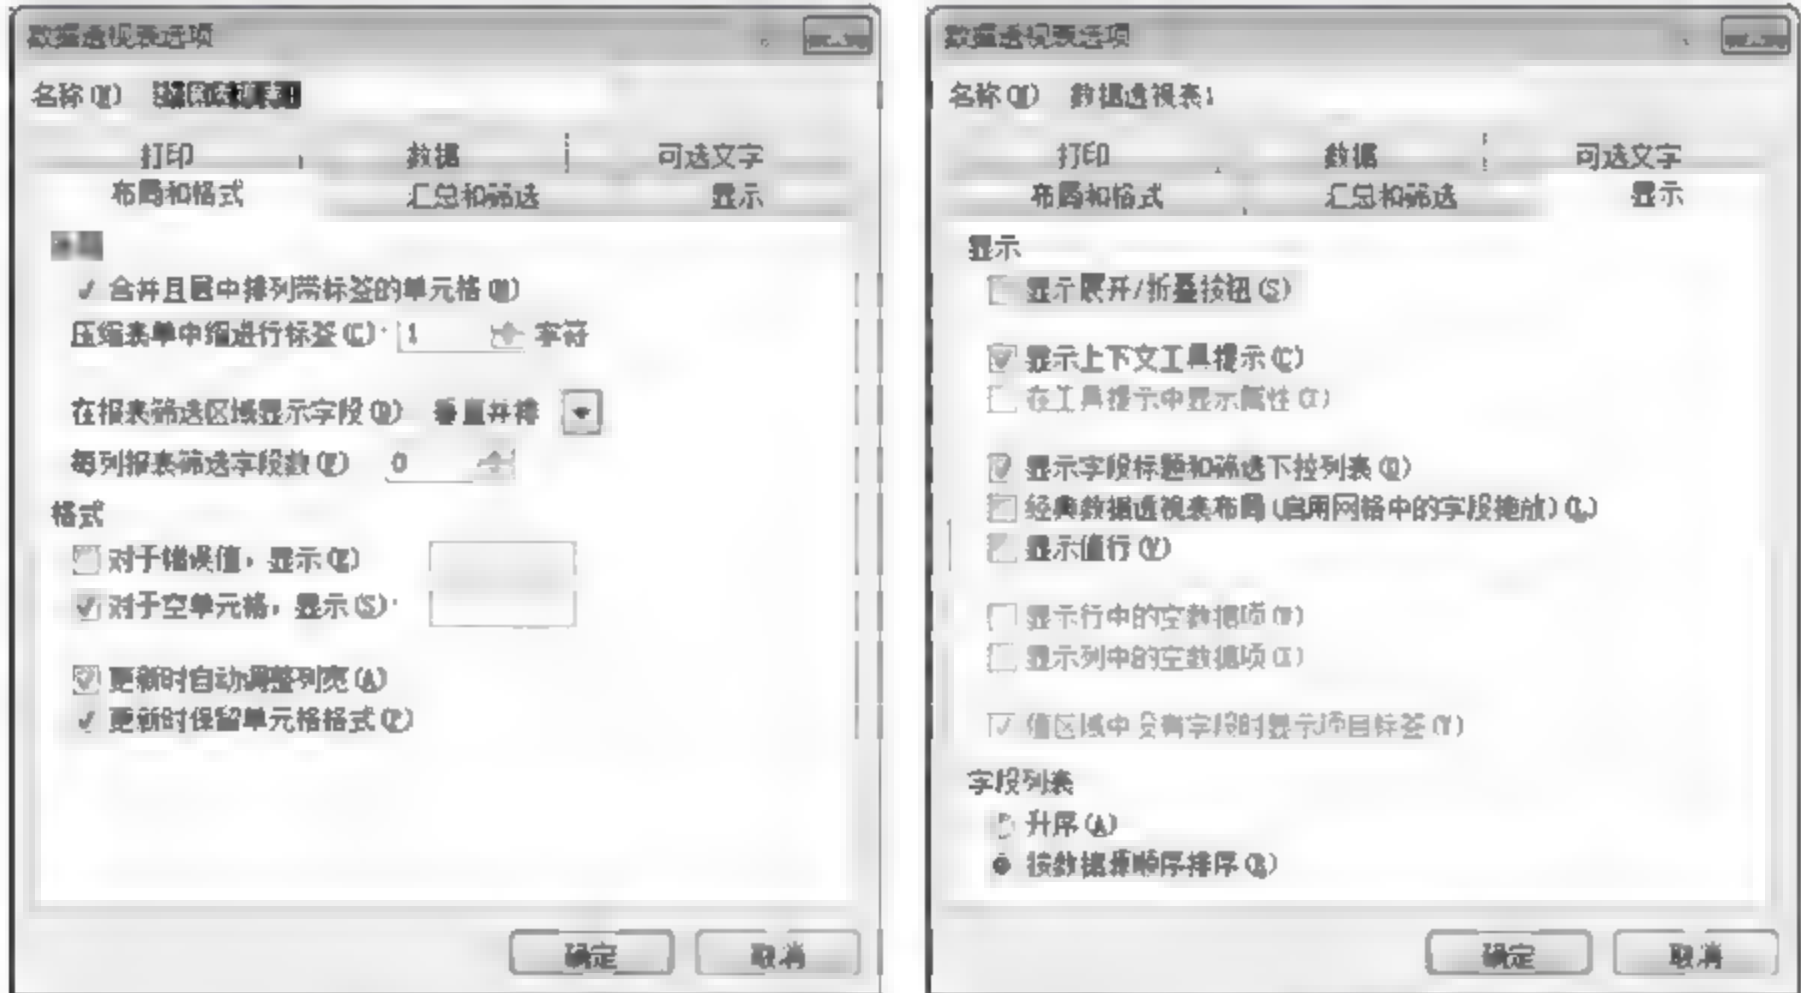 数据透视表选项
名称(N) 数据透视表1
打印 数据 可选文字
布局和格式 汇总和筛选 显示
合并且居中排列带标签的单元格(M)
压缩表单中缩进行标签(C): 1 字符
在报表筛选区域显示字段(D) 垂直并排
每列报表筛选字段数(F) 0
格式
对于错误值，显示(E)
对于空单元格，显示(S):
更新时自动调整列宽(A)
更新时保留单元格格式(P)
确定 取消
数据透视表选项
名称(N) 数据透视表1
打印 数据 可选文字
布局和格式 汇总和筛选 显示
显示
显示展开/折叠按钮(S)
显示上下文工具提示(C)
在工具提示中显示属性(T)
显示字段标题和筛选下拉列表(D)
经典数据透视表布局(启用网格中的字段拖放)(L)
显示值行(V)
显示行中的空数据项(W)
显示列中的空数据项(X)
值区域中没有字段时显示项目标签(Y)
字段列表
升序(A)
按数据源顺序排序(R)
确定 取消